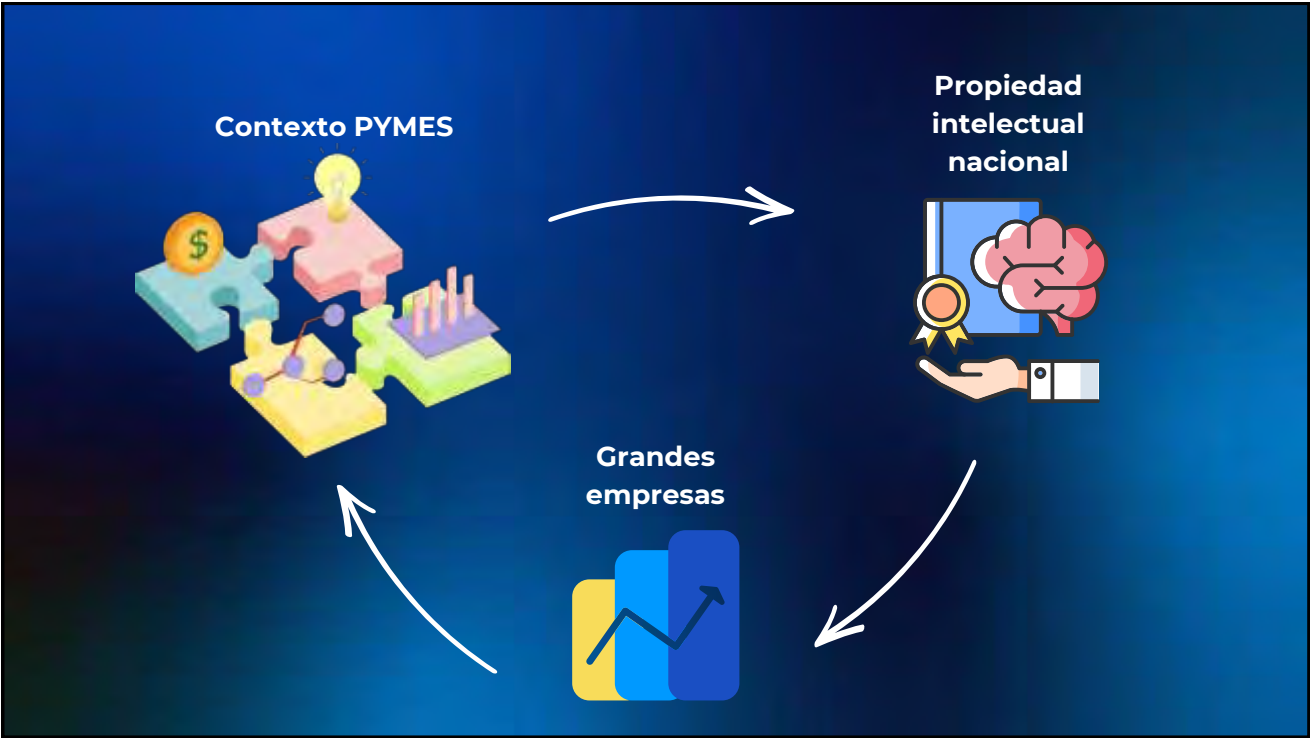 Contexto PYMES
Propiedad
intelectual
nacional
$
Grandes
empresas